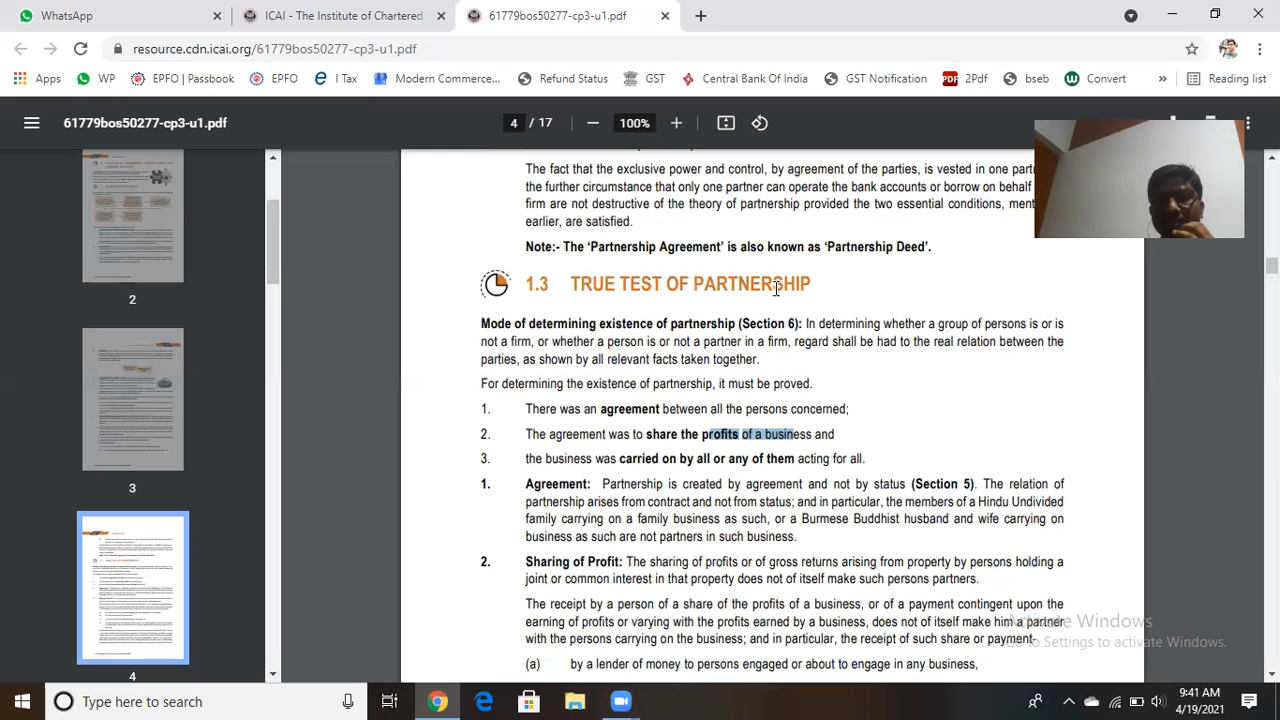 WhatsApp
ICAI - The Institute of Chartered
61779bos50277-cp3-u1.pdf
resource.cdn.icai.org/61779bos50277-cp3-u1.pdf
Apps WP EPFO | Passbook EPFO I Tax Modern Commerce... Refund Status GST Central Bank Of India GST Notification 2Pdf bseb Convert » Reading list
61779bos50277-cp3-u1.pdf
4 / 17
100%
The fact that the exclusive power and control, by agreement of the parties, is vested in one
the further circumstance that only one partner can operate the bank accounts or borrow on behalf
firm are not destructive of the theory of partnership provided the two essential conditions,
earlier, are satisfied.
Note:- The ‘Partnership Agreement’ is also known as ‘Partnership Deed’.
1.3 TRUE TEST OF PARTNERSHIP
Mode of determining existence of partnership (Section 6): In determining whether a group of persons is or is
not a firm, or whether a person is or not a partner in a firm, regard shall be had to the real relation between the
parties, as shown by all relevant facts taken together.
For determining the existence of partnership, it must be proved.
1. There was an agreement between all the persons concerned;
2. The agreement was to share the profits of a business and
3. the business was carried on by all or any of them acting for all.
1. Agreement: Partnership is created by agreement and not by status (Section 5). The relation of
partnership arises from contract and not from status; and in particular, the members of a Hindu Undivided
family carrying on a family business as such, or a Burmese Buddhist husband and wife carrying on
business as such are not partners in such business.
2. Sharing of Profit: The sharing of profits or of gross returns arising from property by persons holding a
joint or common interest in that property does not of itself make such persons partners.
The receipt by a person of a share of the profits of a business, or of a payment contingent upon the
earning of profits or varying with the profits earned by a business, does not of itself make him a partner
with the persons carrying on the business; and in particular, the receipt of such share or payment-
(a) by a lender of money to persons engaged or about to engage in any business,
2
3
4
Activate Windows
Go to Settings to activate Windows.
Type here to search
9:41 AM
4/19/2021